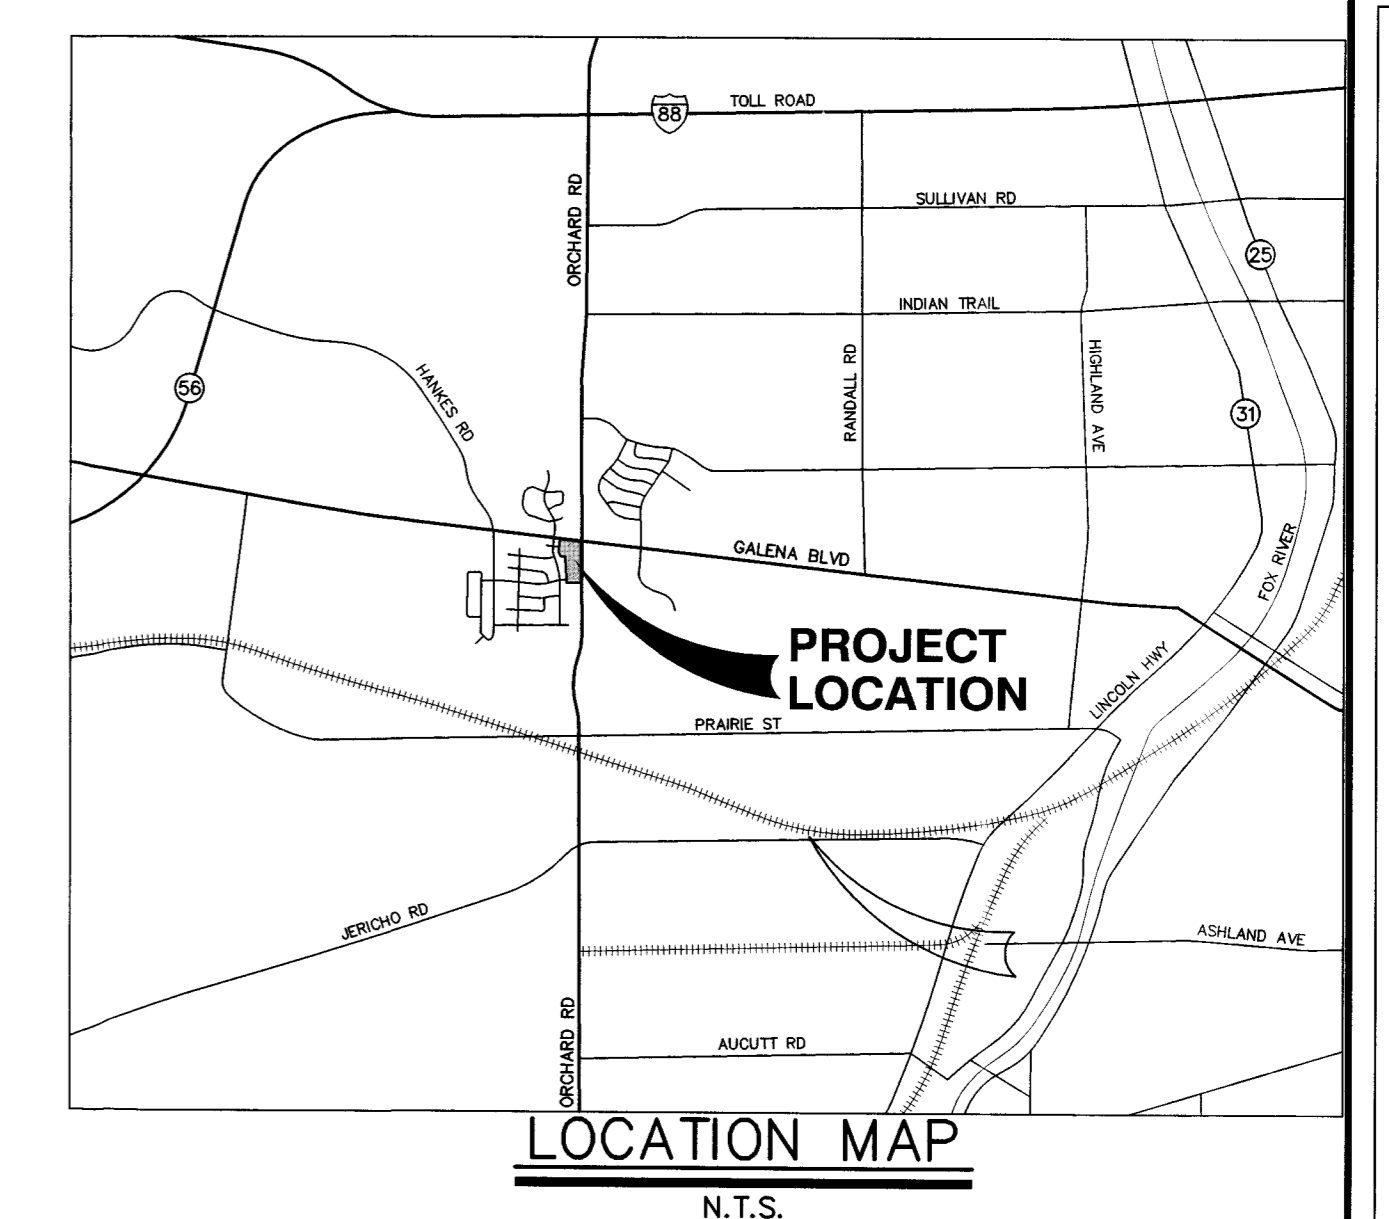 TOLL ROAD
88
ORCHARD RD
SULLIVAN RD
25
INDIAN TRAIL
HANKES RD
RANDALL RD
HIGHLAND AVE
56
31
GALENA BLVD
FOX RIVER
PROJECT
LOCATION
LINCOLN HWY
PRAIRIE ST
JERICHO RD
ASHLAND AVE
ORCHARD RD
AUCUTT RD
LOCATION MAP
N.T.S.